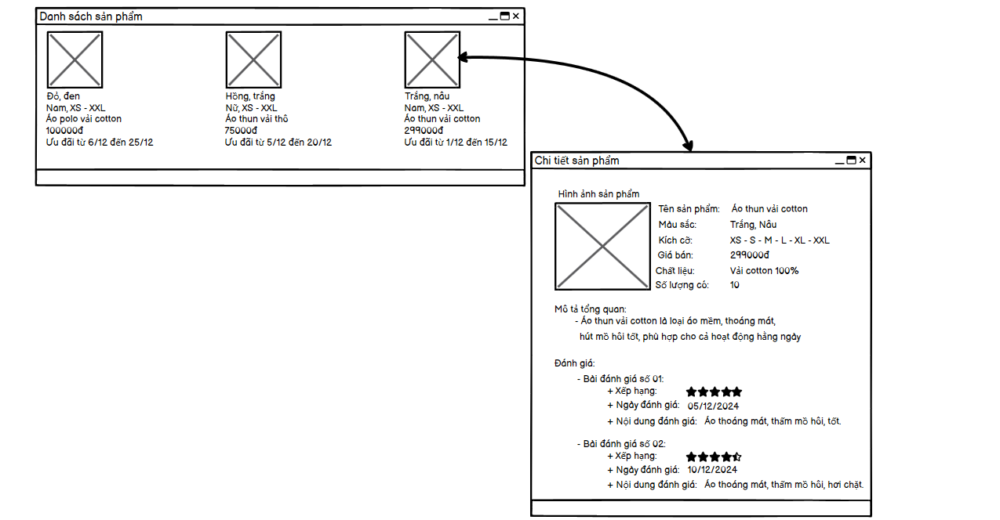 Danh sách sản phẩm
Đỏ, đen
Nam, XS - XXL
Áo polo vải cotton
100000đ
Ưu đãi từ 6/12 đến 25/12
Hồng, trắng
Nữ, XS - XXL
Áo thun vải thô
75000đ
Ưu đãi từ 5/12 đến 20/12
Trắng, nâu
Nam, XS - XXL
Áo thun vải cotton
299000đ
Ưu đãi từ 1/12 đến 15/12
Chi tiết sản phẩm
Hình ảnh sản phẩm
Tên sản phẩm: Áo thun vải cotton
Màu sắc: Trắng, Nâu
Kích cỡ: XS - S - M - L - XL - XXL
Giá bán: 299000đ
Chất liệu: Vải cotton 100%
Số lượng có: 10
Mô tả tổng quan:
- Áo thun vải cotton là loại áo mềm, thoáng mát,
hút mồ hôi tốt, phù hợp cho cả hoạt động hằng ngày
Đánh giá:
- Bài đánh giá số 01:
+ Xếp hạng:
+ Ngày đánh giá: 05/12/2024
+ Nội dung đánh giá: Áo thoáng mát, thấm mồ hôi, tốt.
- Bài đánh giá số 02:
+ Xếp hạng:
+ Ngày đánh giá: 10/12/2024
+ Nội dung đánh giá: Áo thoáng mát, thấm mồ hôi, hơi chặt.